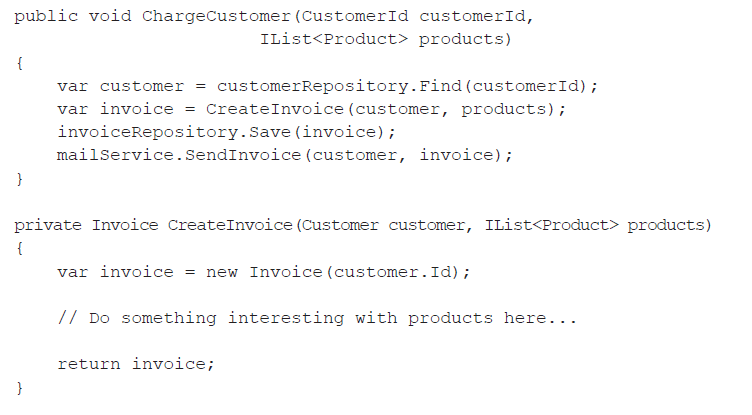 public void ChargeCustomer(CustomerId customerId,
                           IList<Product> products)
{
    var customer = customerRepository.Find(customerId);
    var invoice = CreateInvoice(customer, products);
    invoiceRepository.Save(invoice);
    mailService.SendInvoice(customer, invoice);
}

private Invoice CreateInvoice(Customer customer, IList<Product> products)
{
    var invoice = new Invoice(customer.Id);

    // Do something interesting with products here...

    return invoice;
}